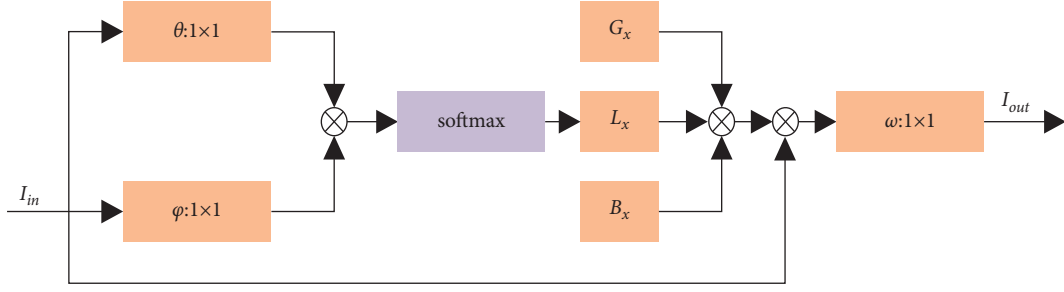 θ:1×1
G_x
I_out
softmax
L_x
ω:1×1
I_in
φ:1×1
B_x